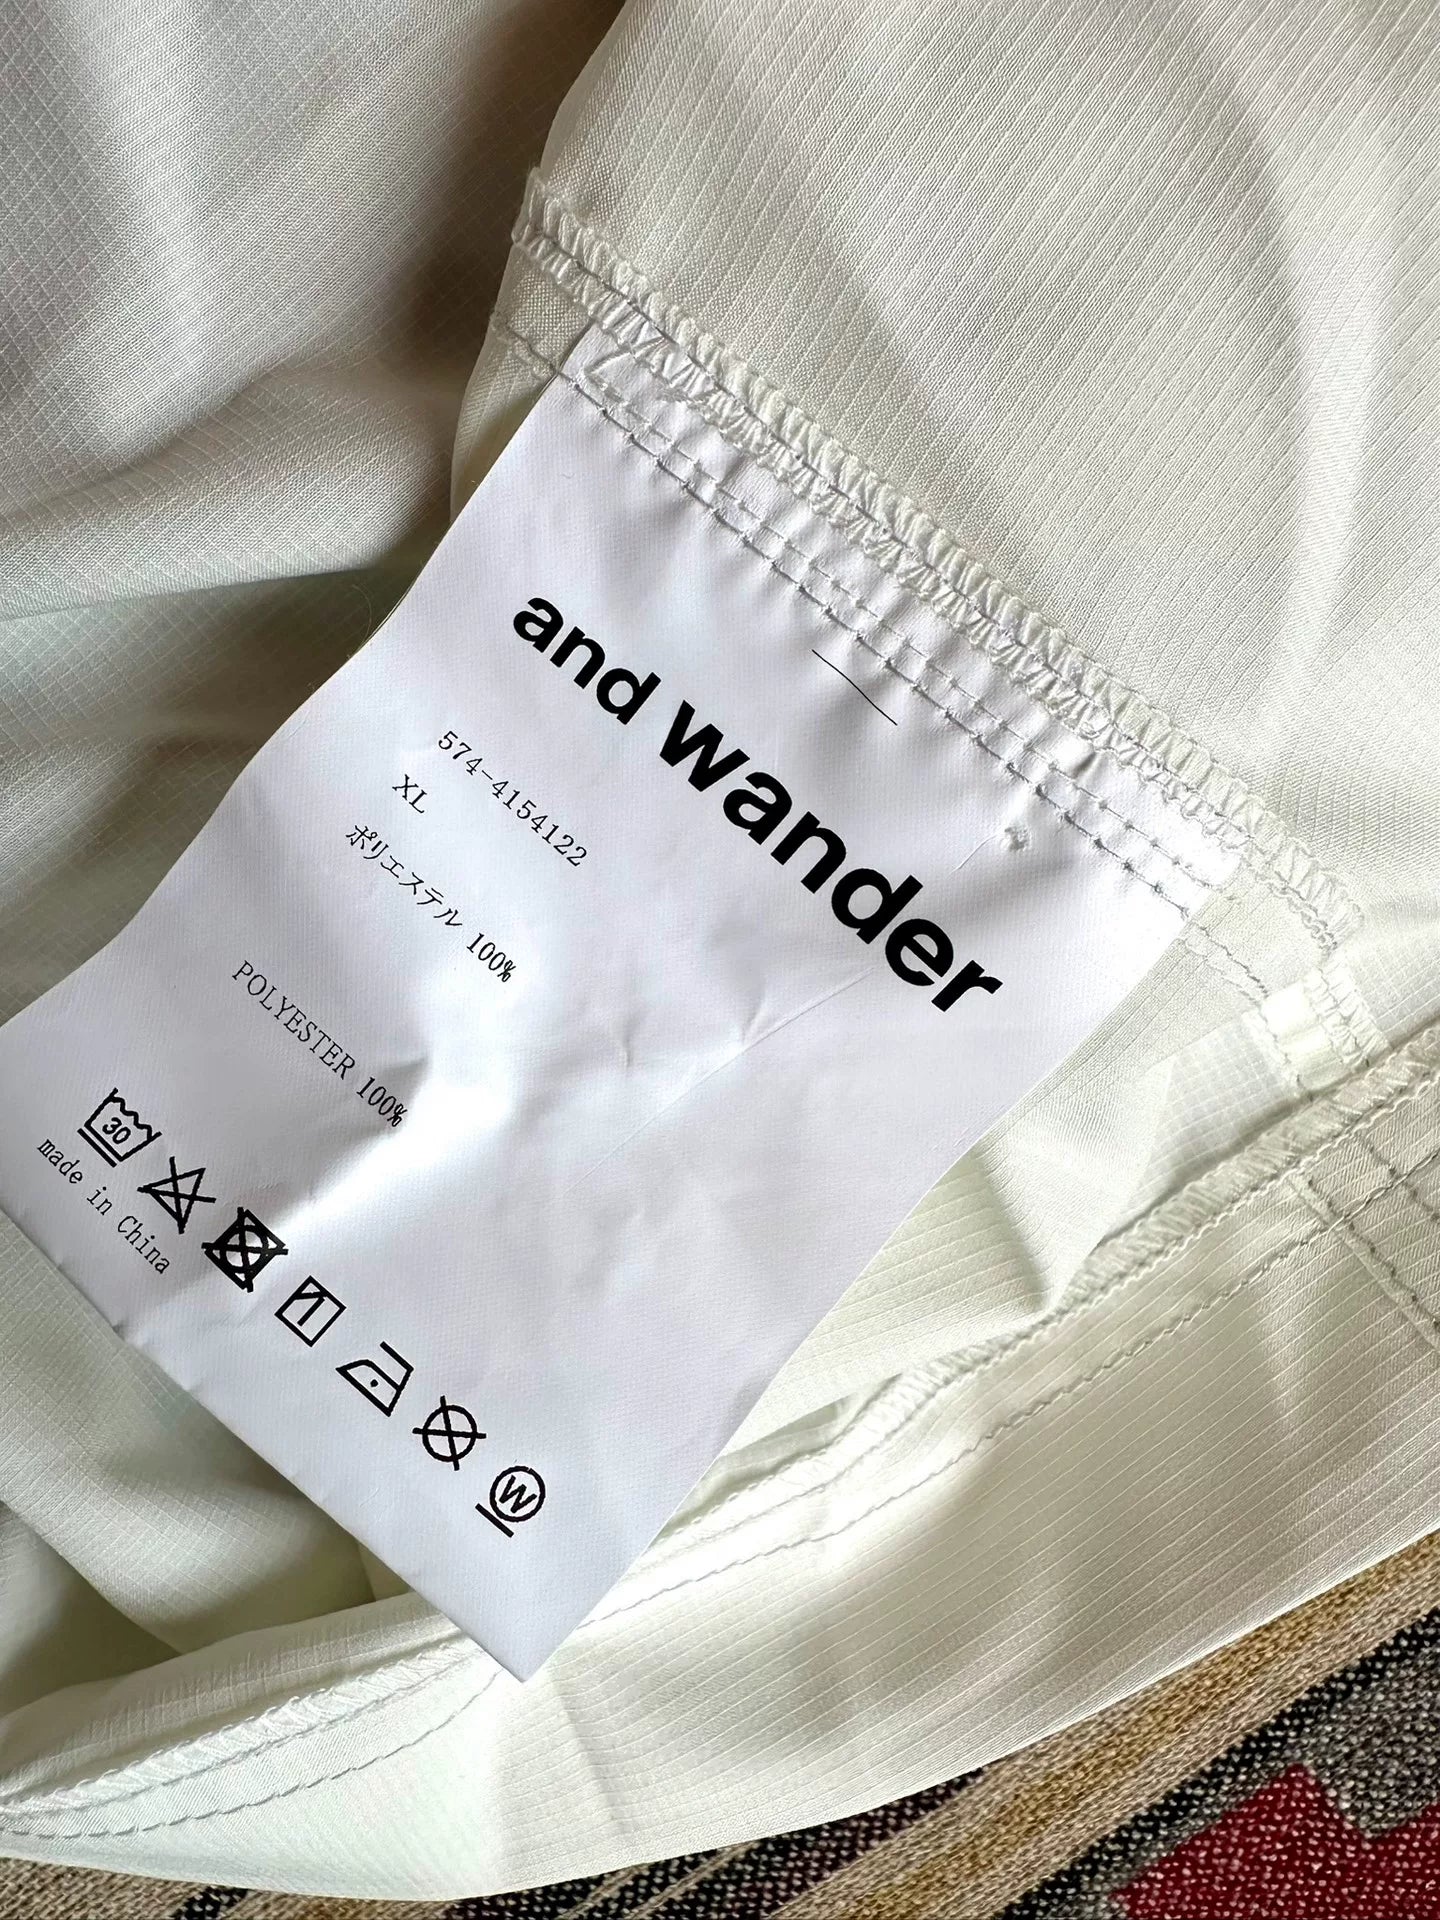 and wander
574-4154122
XL
ポリエステル 100%
POLYESTER 100%
30
W
made in China